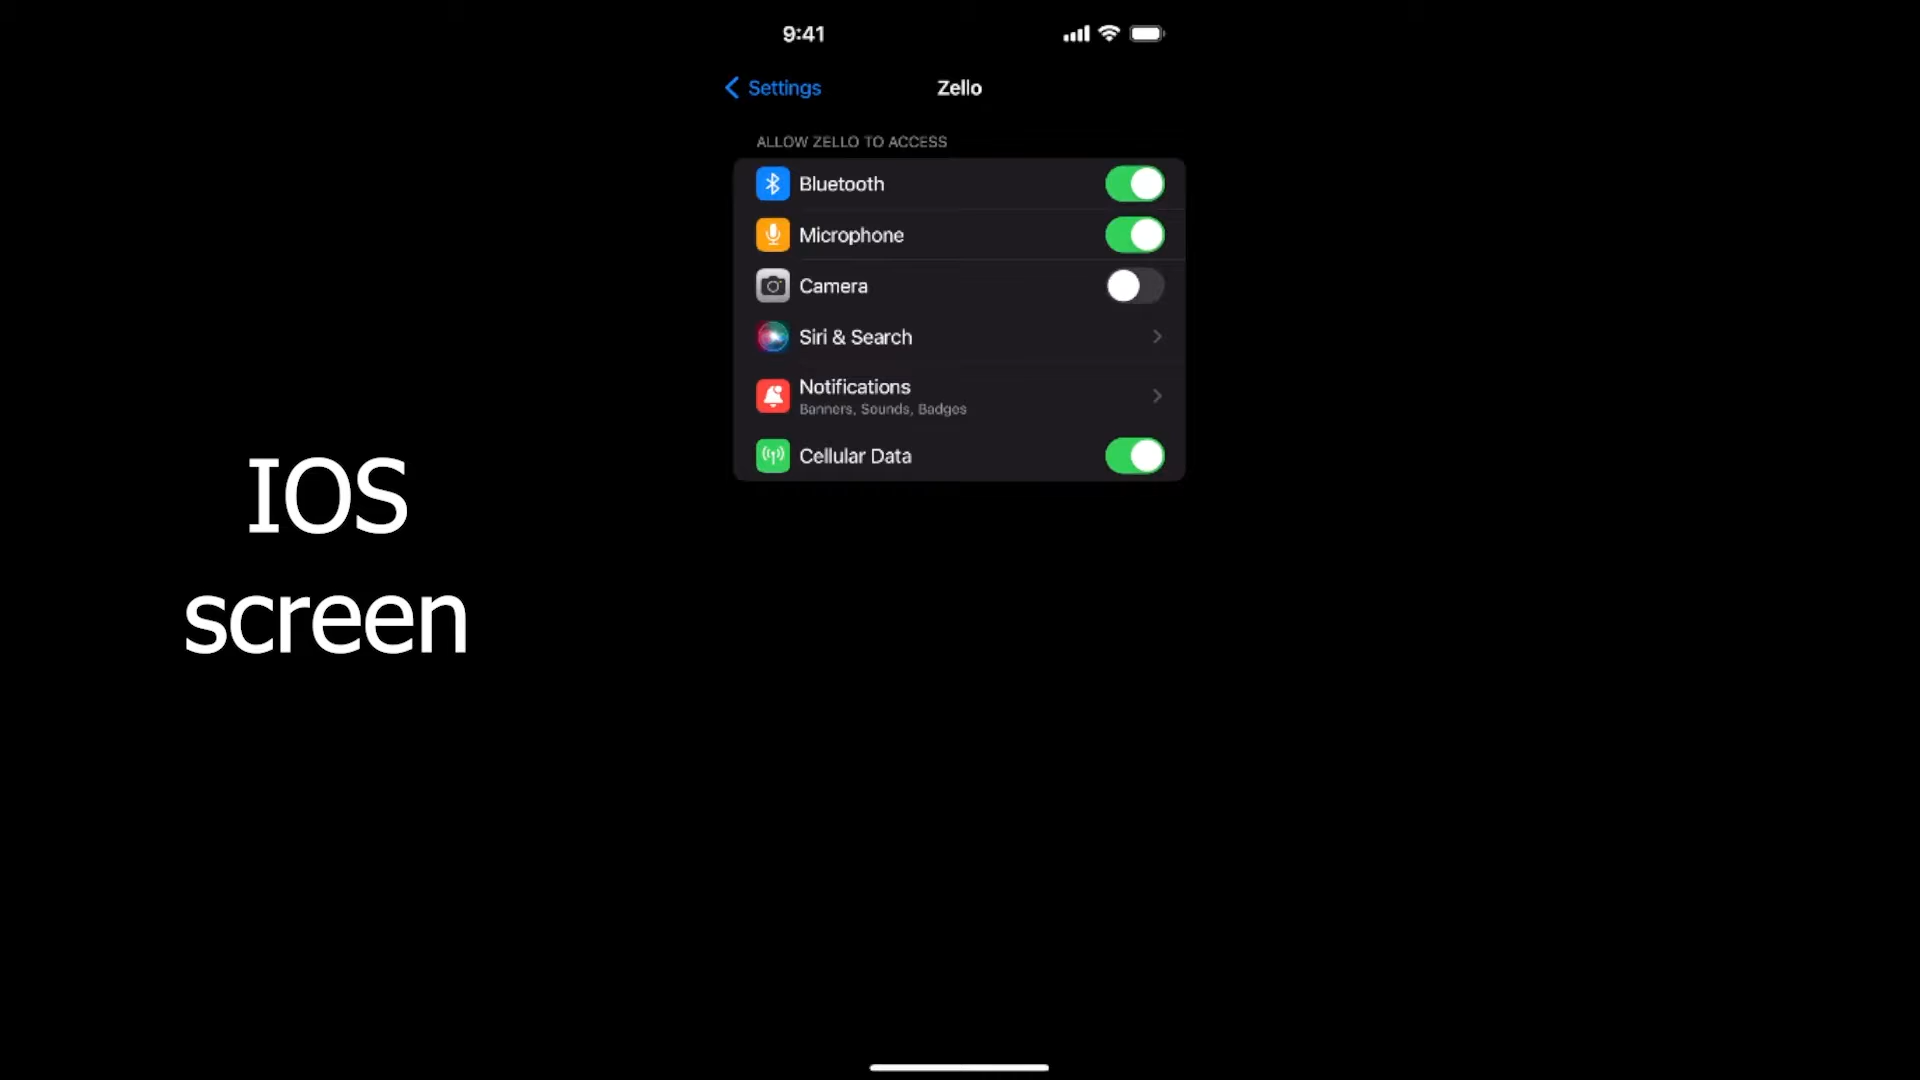 9:41
Settings
Zello
ALLOW ZELLO TO ACCESS
Bluetooth
Microphone
Camera
Siri & Search
Notifications
Banners, Sounds, Badges
Cellular Data
IOS
screen